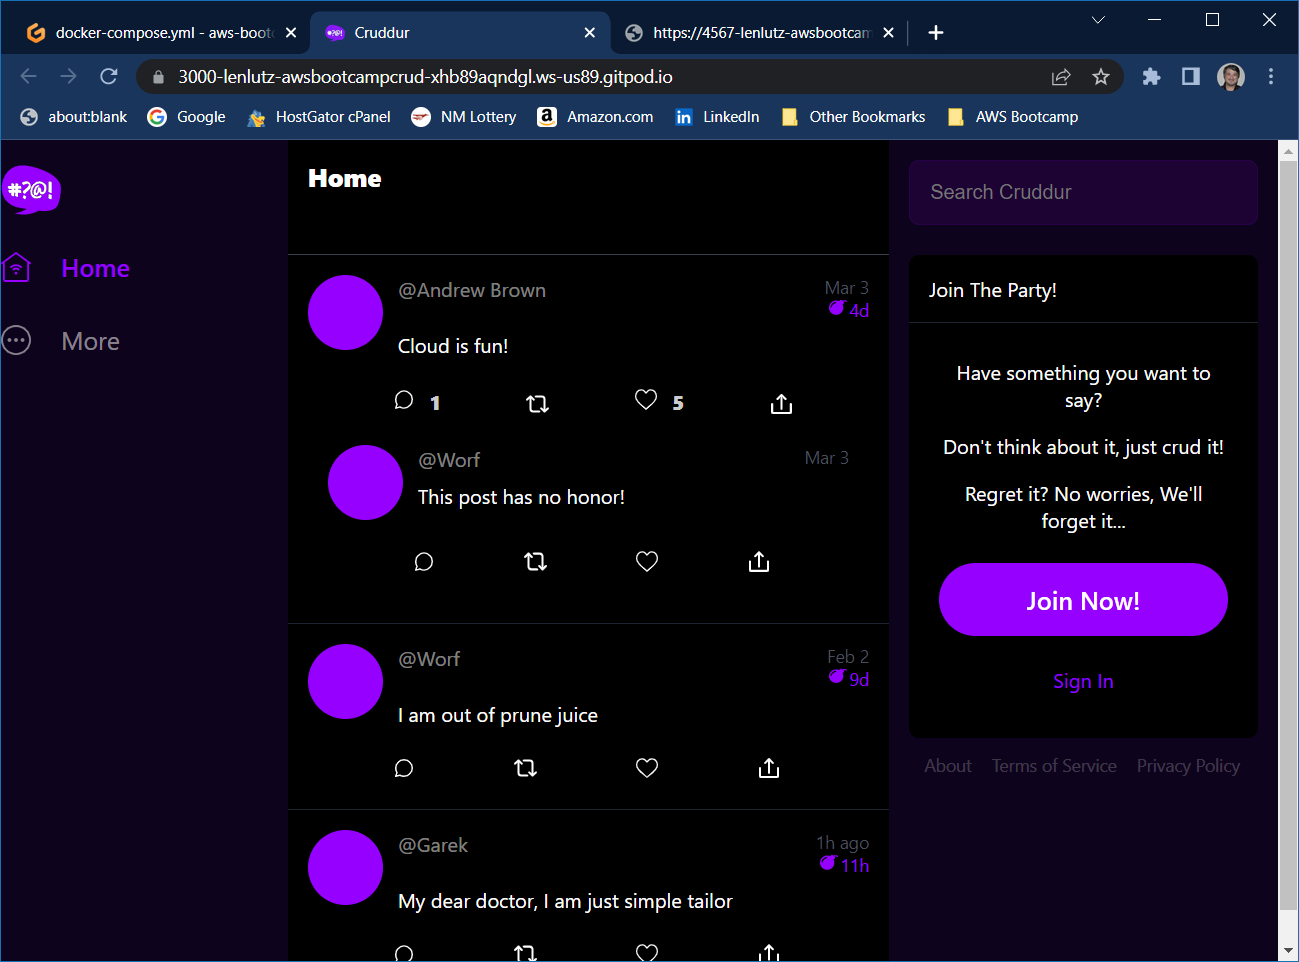 docker-compose.yml - aws-boot
Cruddur
https://4567-lenlutz-awsbootcam
3000-lenlutz-awsbootcampcrud-xhb89aqndgl.ws-us89.gitpod.io
about:blank
Google
HostGator cPanel
NM Lottery
Amazon.com
LinkedIn
Other Bookmarks
AWS Bootcamp
#?@!
Home
More
Home
@Andrew Brown
Mar 3
4d
Cloud is fun!
1
5
@Worf
Mar 3
This post has no honor!
@Worf
Feb 2
9d
I am out of prune juice
@Garek
1h ago
11h
My dear doctor, I am just simple tailor
Search Cruddur
Join The Party!
Have something you want to
say?
Don't think about it, just crud it!
Regret it? No worries, We'll
forget it...
Join Now!
Sign In
About
Terms of Service
Privacy Policy